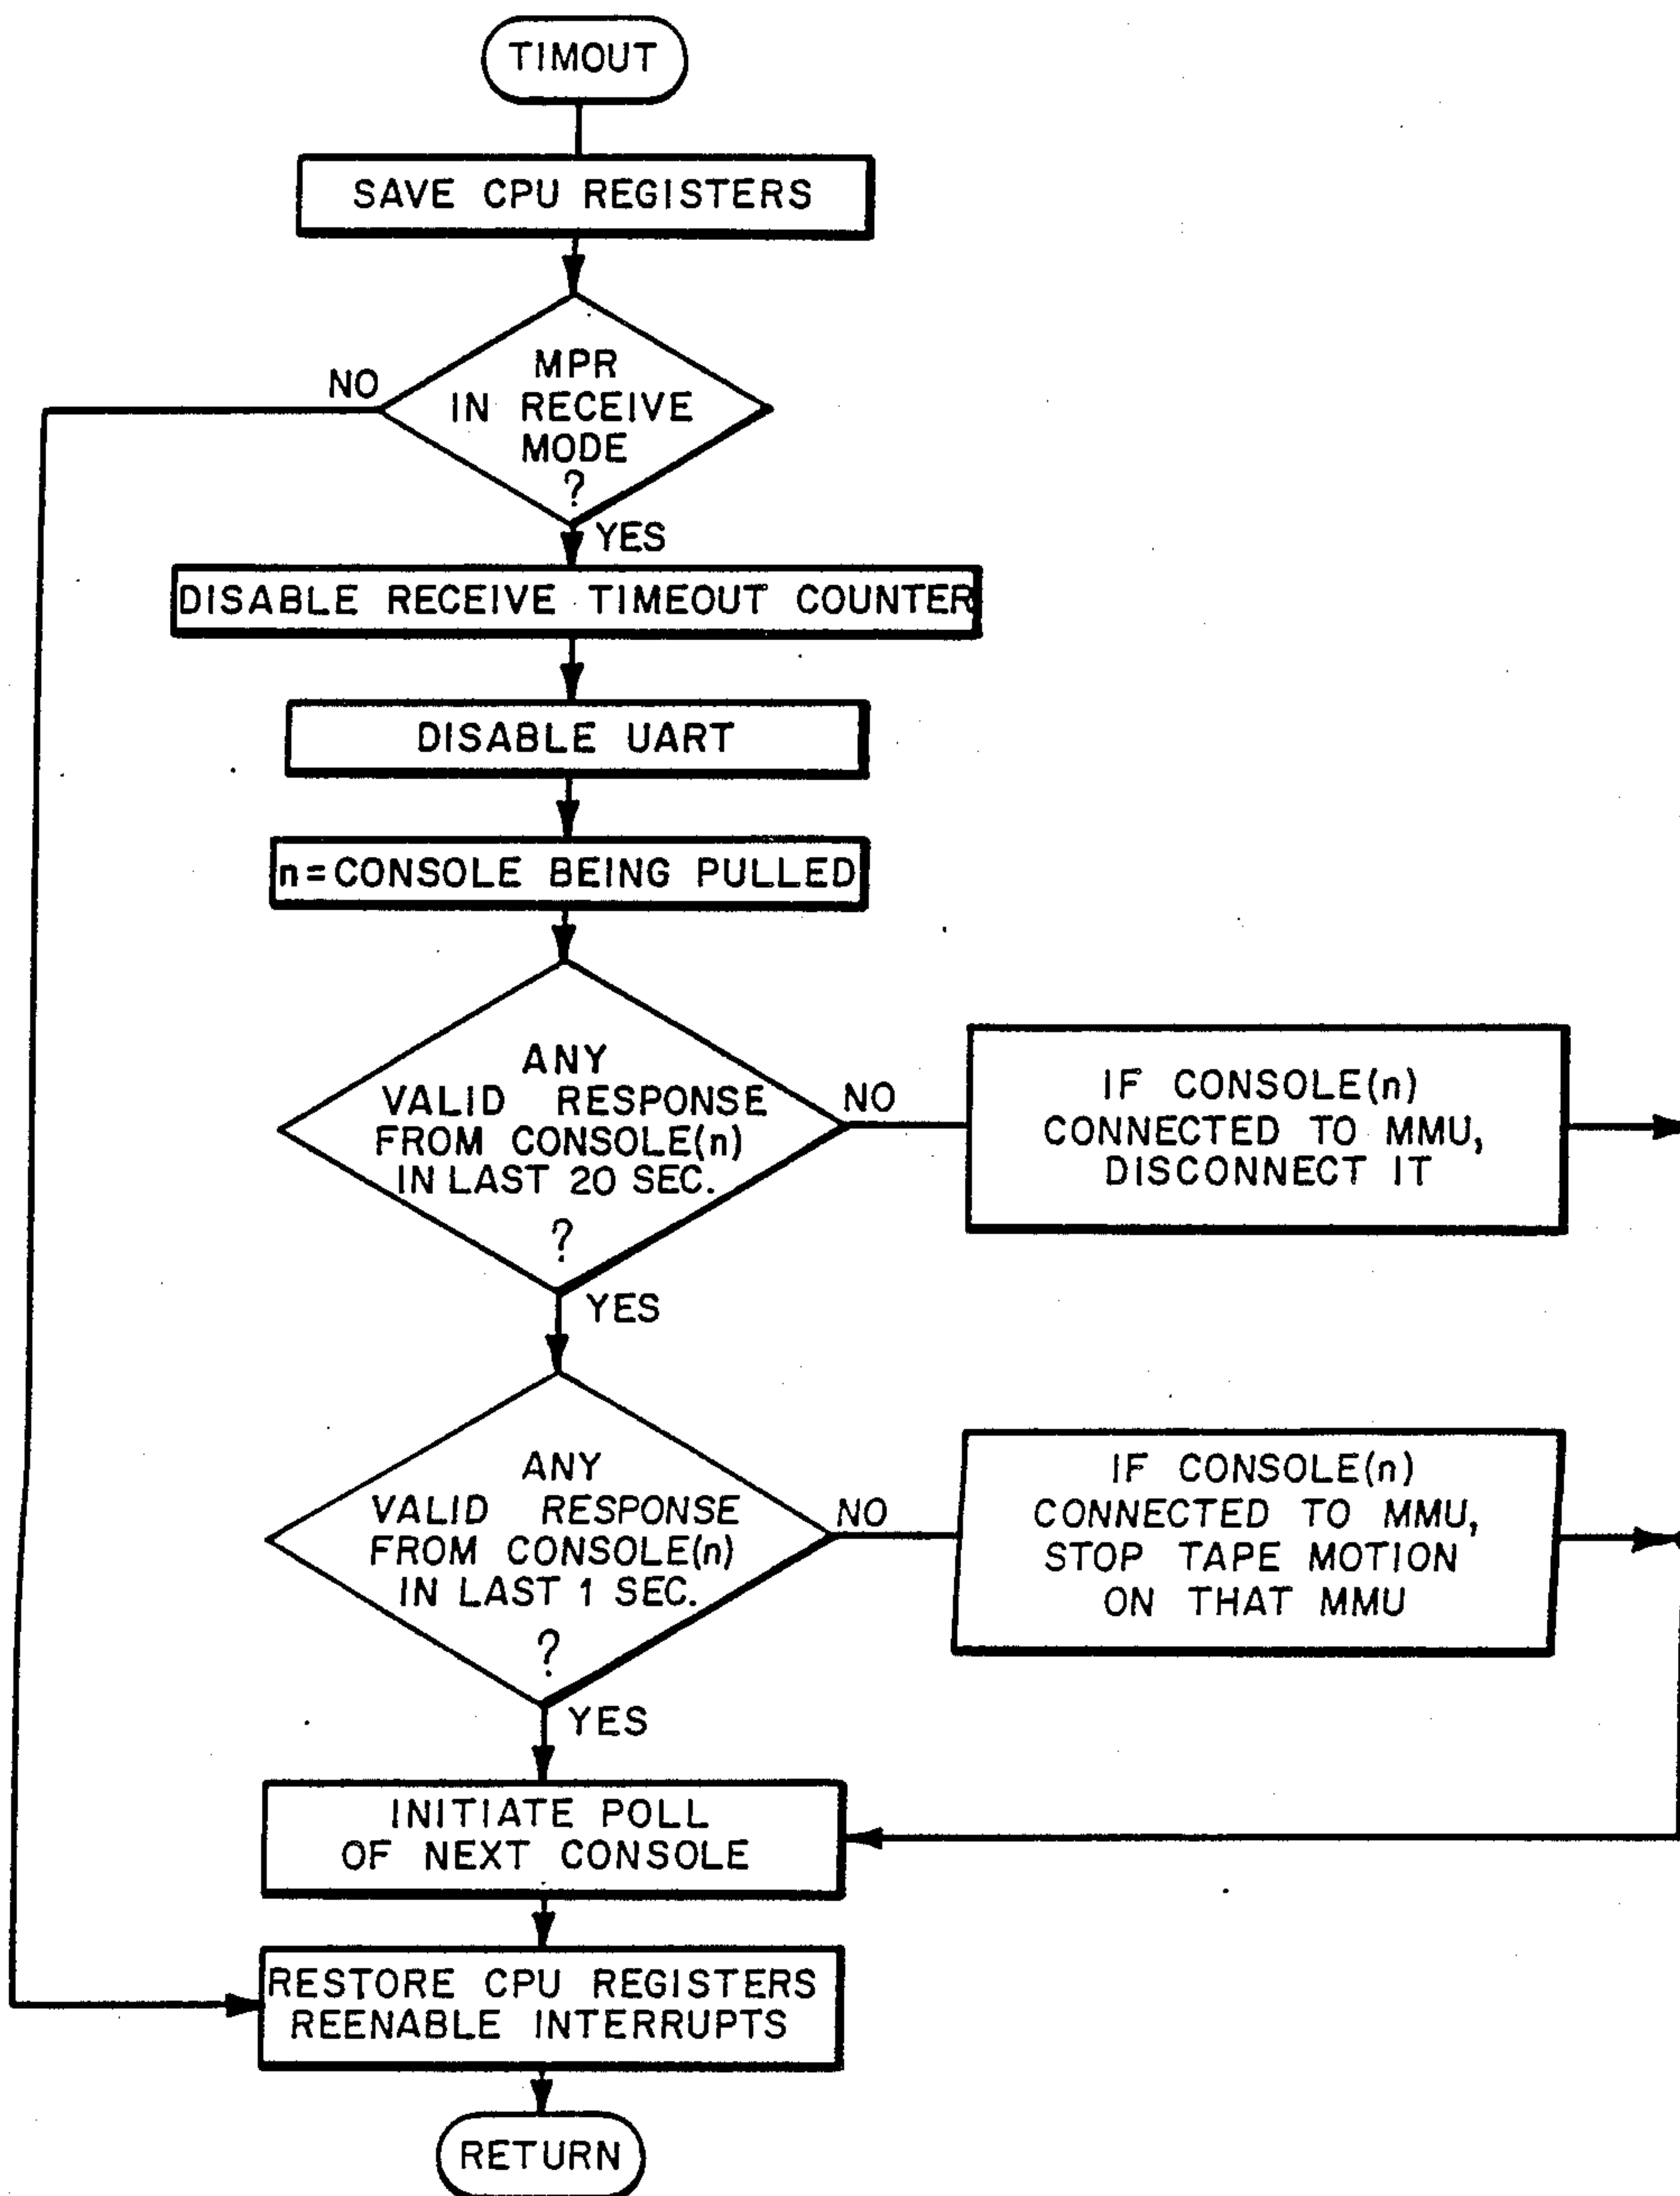 TIMOUT
SAVE CPU REGISTERS
MPR
IN RECEIVE
MODE
?
NO
YES
DISABLE RECEIVE TIMEOUT COUNTER
DISABLE UART
n=CONSOLE BEING PULLED
ANY
VALID RESPONSE
FROM CONSOLE(n)
IN LAST 20 SEC.
?
NO
IF CONSOLE(n)
CONNECTED TO MMU,
DISCONNECT IT
YES
ANY
VALID RESPONSE
FROM CONSOLE(n)
IN LAST 1 SEC.
?
NO
IF CONSOLE(n)
CONNECTED TO MMU,
STOP TAPE MOTION
ON THAT MMU
YES
INITIATE POLL
OF NEXT CONSOLE
RESTORE CPU REGISTERS
REENABLE INTERRUPTS
RETURN